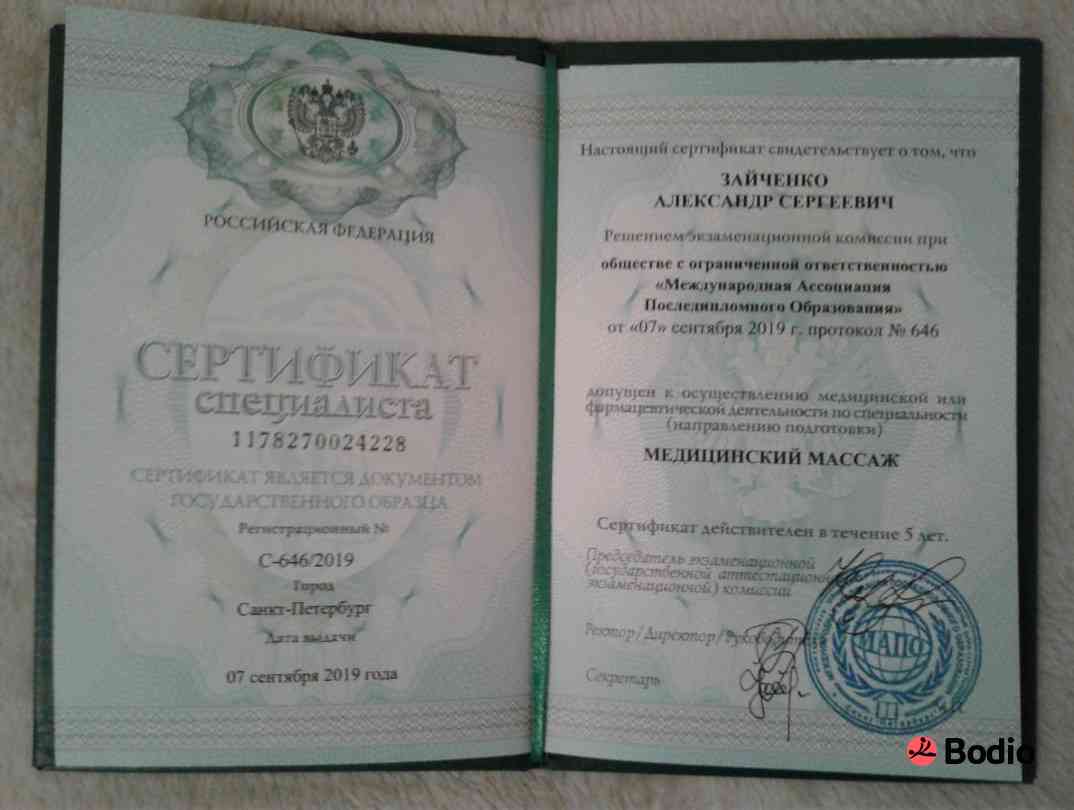 РОССИЙСКАЯ ФЕДЕРАЦИЯ
СЕРТИФИКАТ
специалиста
1178270024228
СЕРТИФИКАТ ЯВЛЯЕТСЯ ДОКУМЕНТОМ
ГОСУДАРСТВЕННОГО ОБРАЗЦА
Регистрационный №
С-646/2019
Город
Санкт-Петербург
Дата выдачи
07 сентября 2019 года
Настоящий сертификат свидетельствует о том, что
ЗАЙЧЕНКО
АЛЕКСАНДР СЕРГЕЕВИЧ
Решением экзаменационной комиссии при
обществе с ограниченной ответственностью
«Международная Ассоциация
Последипломного Образования»
от «07» сентября 2019 г. протокол № 646
допущен к осуществлению медицинской или
фармацевтической деятельности по специальности
(направлению подготовки)
МЕДИЦИНСКИЙ МАССАЖ
Сертификат действителен в течение 5 лет.
Председатель экзаменационной
(государственной аттестационной
экзаменационной) комиссии
Ректор/Директор/Руководитель
Секретарь
МАПО
Bodio